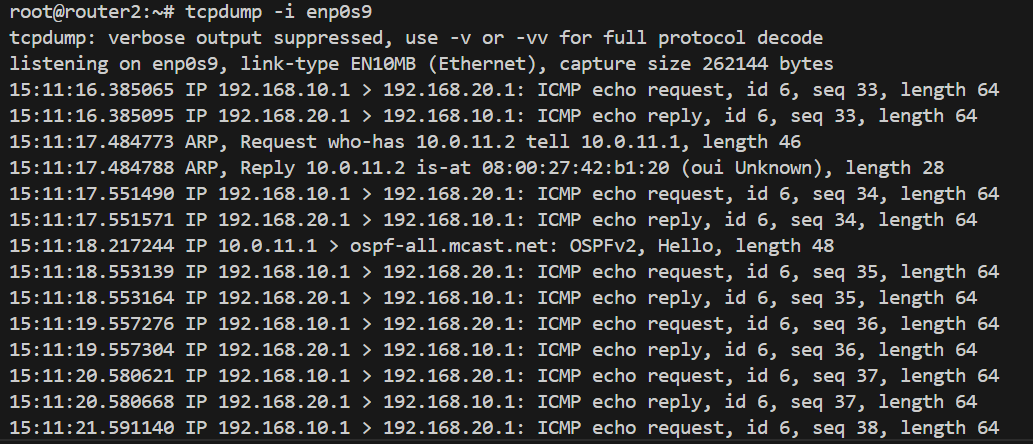 root@router2:~# tcpdump -i enp0s9
tcpdump: verbose output suppressed, use -v or -vv for full protocol decode
listening on enp0s9, link-type EN10MB (Ethernet), capture size 262144 bytes
15:11:16.385065 IP 192.168.10.1 > 192.168.20.1: ICMP echo request, id 6, seq 33, length 64
15:11:16.385095 IP 192.168.20.1 > 192.168.10.1: ICMP echo reply, id 6, seq 33, length 64
15:11:17.484773 ARP, Request who-has 10.0.11.2 tell 10.0.11.1, length 46
15:11:17.484788 ARP, Reply 10.0.11.2 is-at 08:00:27:42:b1:20 (oui Unknown), length 28
15:11:17.551490 IP 192.168.10.1 > 192.168.20.1: ICMP echo request, id 6, seq 34, length 64
15:11:17.551571 IP 192.168.20.1 > 192.168.10.1: ICMP echo reply, id 6, seq 34, length 64
15:11:18.217244 IP 10.0.11.1 > ospf-all.mcast.net: OSPFv2, Hello, length 48
15:11:18.553139 IP 192.168.10.1 > 192.168.20.1: ICMP echo request, id 6, seq 35, length 64
15:11:18.553164 IP 192.168.20.1 > 192.168.10.1: ICMP echo reply, id 6, seq 35, length 64
15:11:19.557276 IP 192.168.10.1 > 192.168.20.1: ICMP echo request, id 6, seq 36, length 64
15:11:19.557304 IP 192.168.20.1 > 192.168.10.1: ICMP echo reply, id 6, seq 36, length 64
15:11:20.580621 IP 192.168.10.1 > 192.168.20.1: ICMP echo request, id 6, seq 37, length 64
15:11:20.580668 IP 192.168.20.1 > 192.168.10.1: ICMP echo reply, id 6, seq 37, length 64
15:11:21.591140 IP 192.168.10.1 > 192.168.20.1: ICMP echo request, id 6, seq 38, length 64